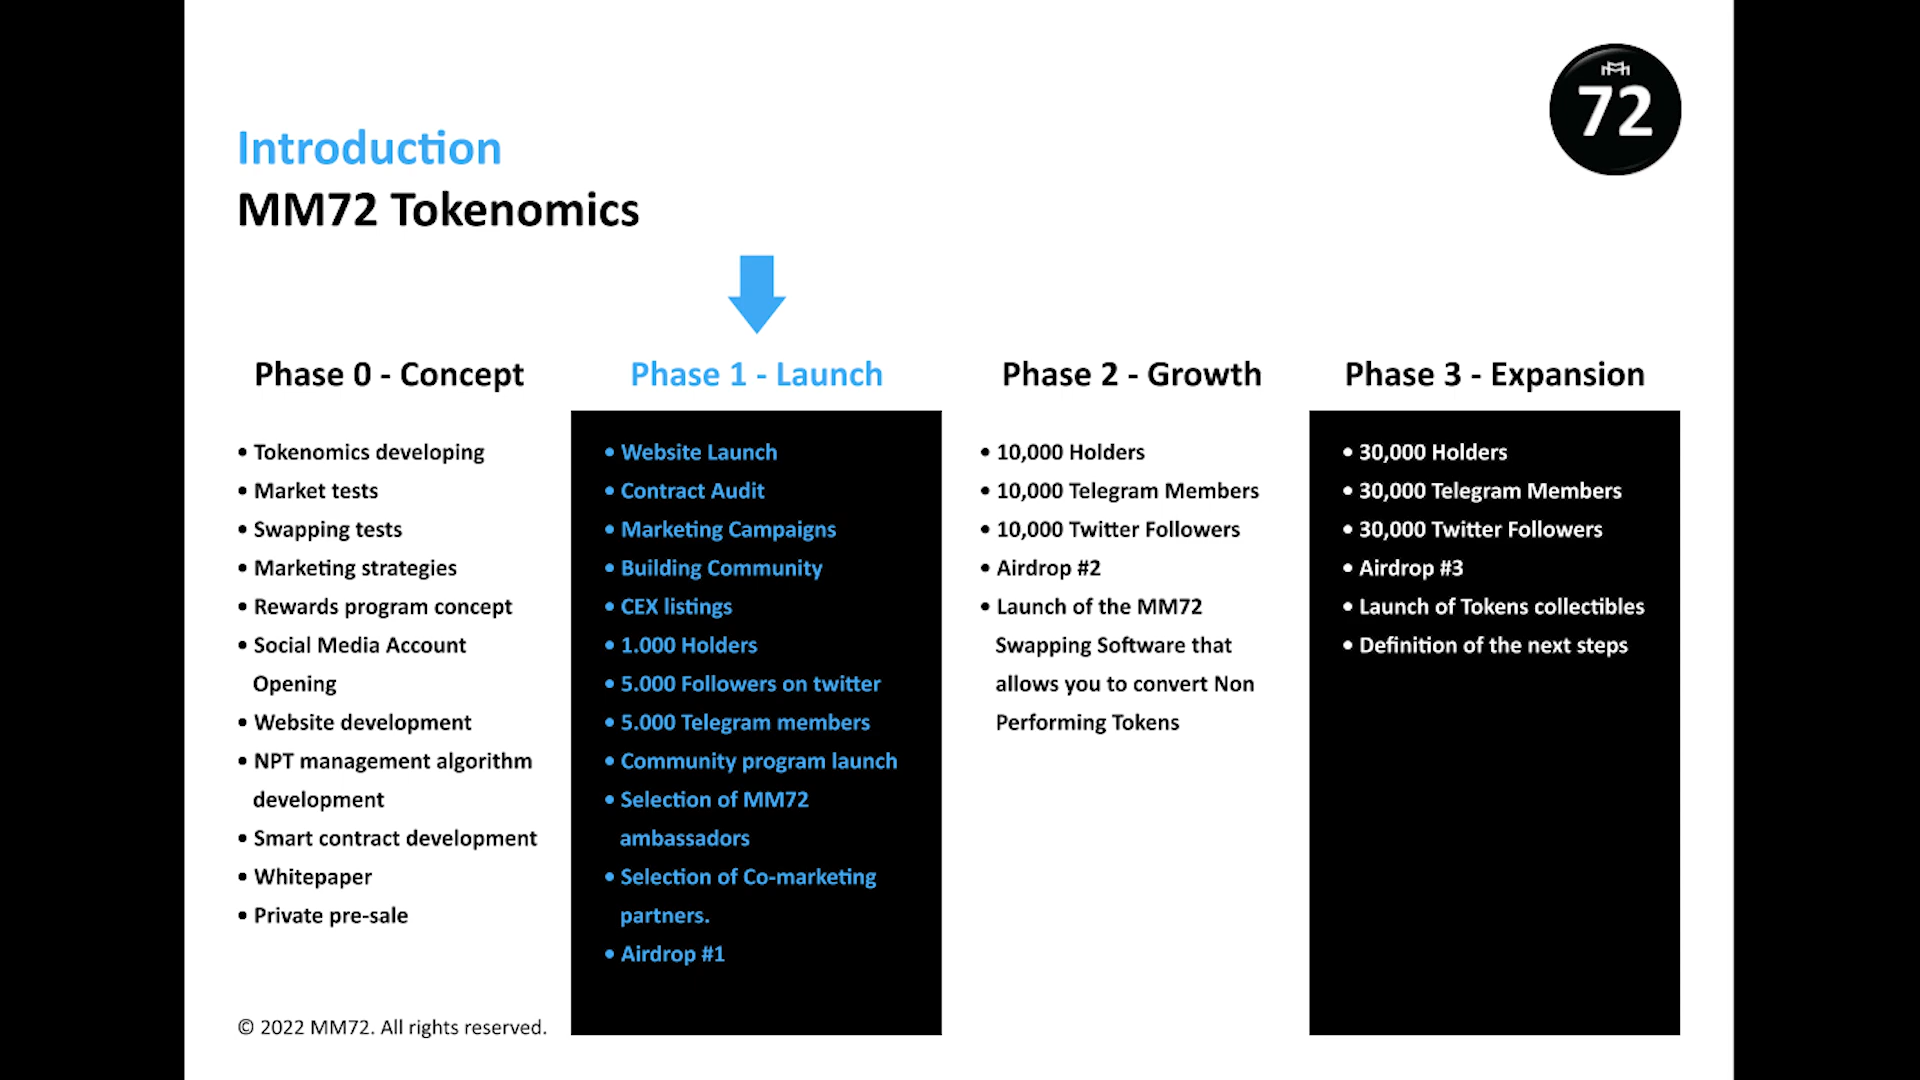 MM
72
Introduction
MM72 Tokenomics
Phase 0 - Concept
• Tokenomics developing
• Market tests
• Swapping tests
• Marketing strategies
• Rewards program concept
• Social Media Account
Opening
• Website development
• NPT management algorithm
development
• Smart contract development
• Whitepaper
• Private pre-sale
Phase 1 - Launch
• Website Launch
• Contract Audit
• Marketing Campaigns
• Building Community
• CEX listings
• 1.000 Holders
• 5.000 Followers on twitter
• 5.000 Telegram members
• Community program launch
• Selection of MM72
ambassadors
• Selection of Co-marketing
partners.
• Airdrop #1
Phase 2 - Growth
• 10,000 Holders
• 10,000 Telegram Members
• 10,000 Twitter Followers
• Airdrop #2
• Launch of the MM72
Swapping Software that
allows you to convert Non
Performing Tokens
Phase 3 - Expansion
• 30,000 Holders
• 30,000 Telegram Members
• 30,000 Twitter Followers
• Airdrop #3
• Launch of Tokens collectibles
• Definition of the next steps
© 2022 MM72. All rights reserved.